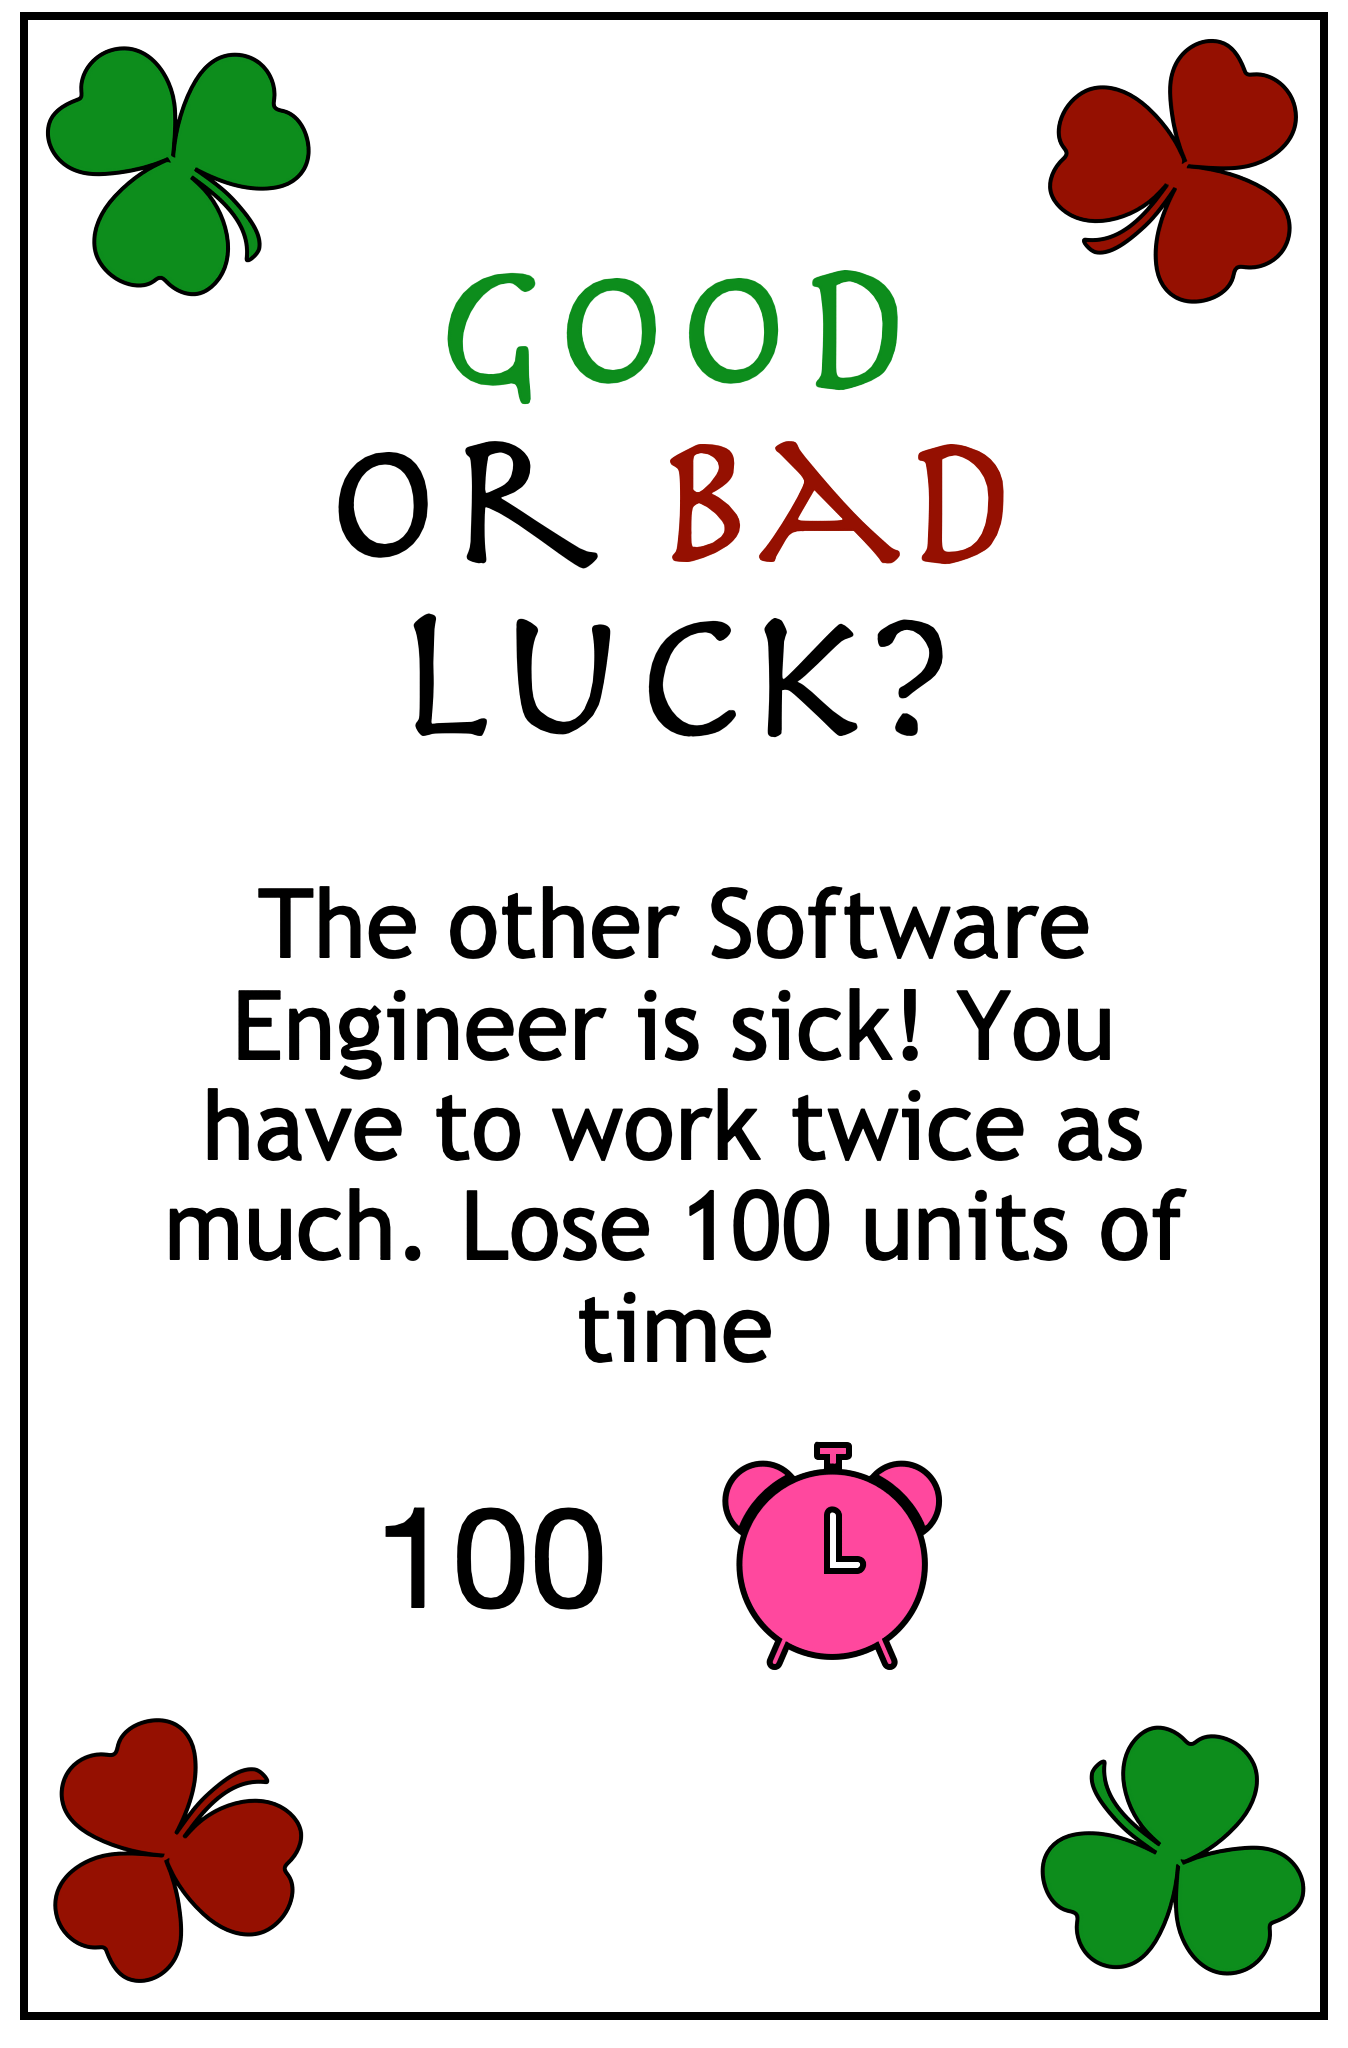 GOOD
OR BAD
LUCK?
The other Software
Engineer is sick! You
have to work twice as
much. Lose 100 units of
time
100